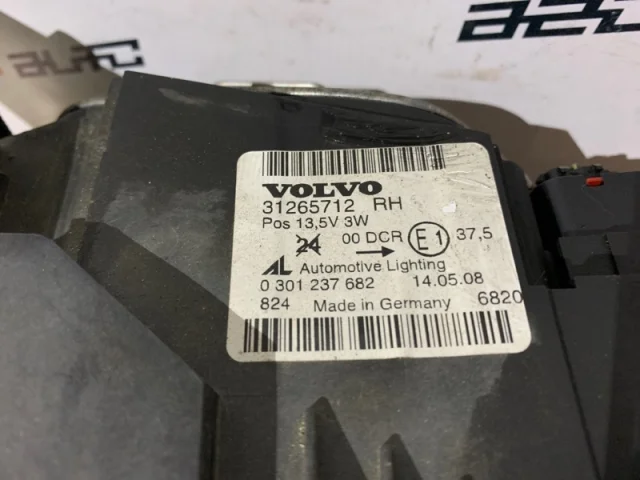 VOLVO
31265712 RH
Pos 13,5V 3W
24 00 DCR E1 37,5
AL Automotive Lighting
0 301 237 682 14.05.08
824 Made in Germany 6820